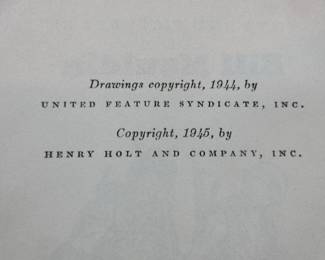 Drawings copyright, 1944, by
UNITED FEATURE SYNDICATE, INC.
Copyright, 1945, by
HENRY HOLT AND COMPANY, INC.